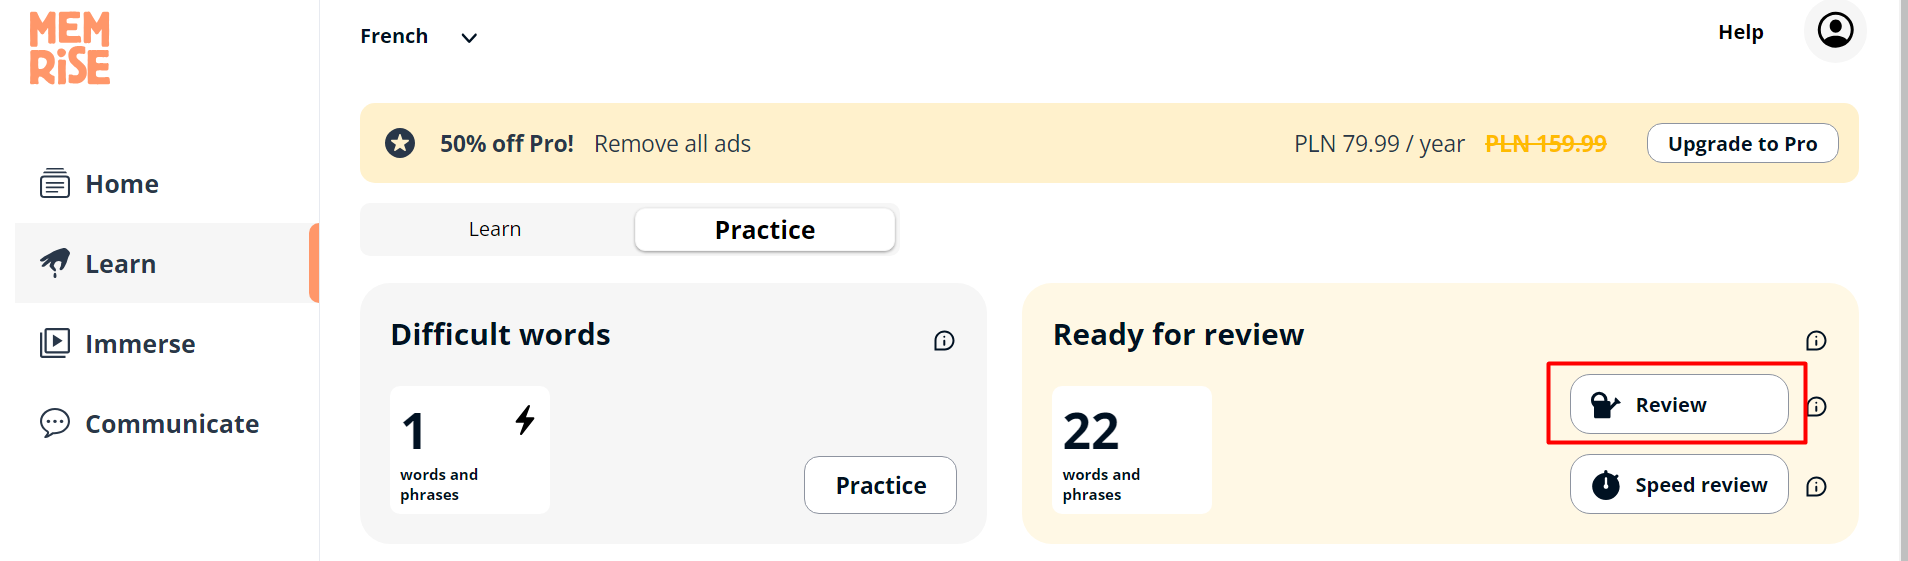 MEM
RiSE
French
Help
50% off Pro! Remove all ads PLN 79.99 / year PLN 159.99 Upgrade to Pro
Home
Learn
Immerse
Communicate
Learn Practice
Difficult words
1
words and
phrases
Practice
Ready for review
22
words and
phrases
Review
Speed review